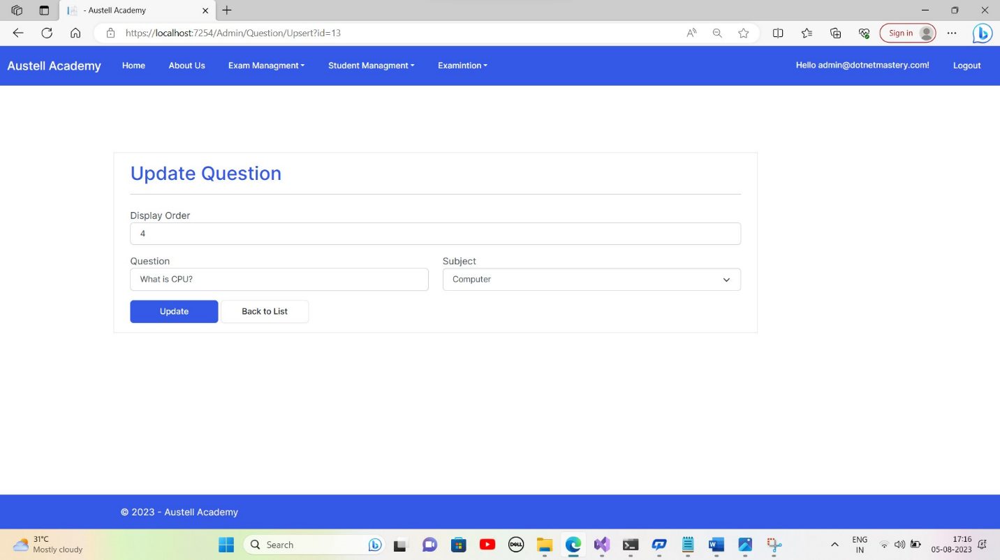 - Austell Academy
https://localhost:7254/Admin/Question/Upsert?id=13
Sign in
Austell Academy Home About Us Exam Managment Student Managment Examintion Hello admin@dotnetmastery.com! Logout
Update Question
Display Order
4
Question Subject
What is CPU? Computer
Update Back to List
© 2023 - Austell Academy
31°C
Mostly cloudy
Search
DELL
ENG
IN
17:16
05-08-2023